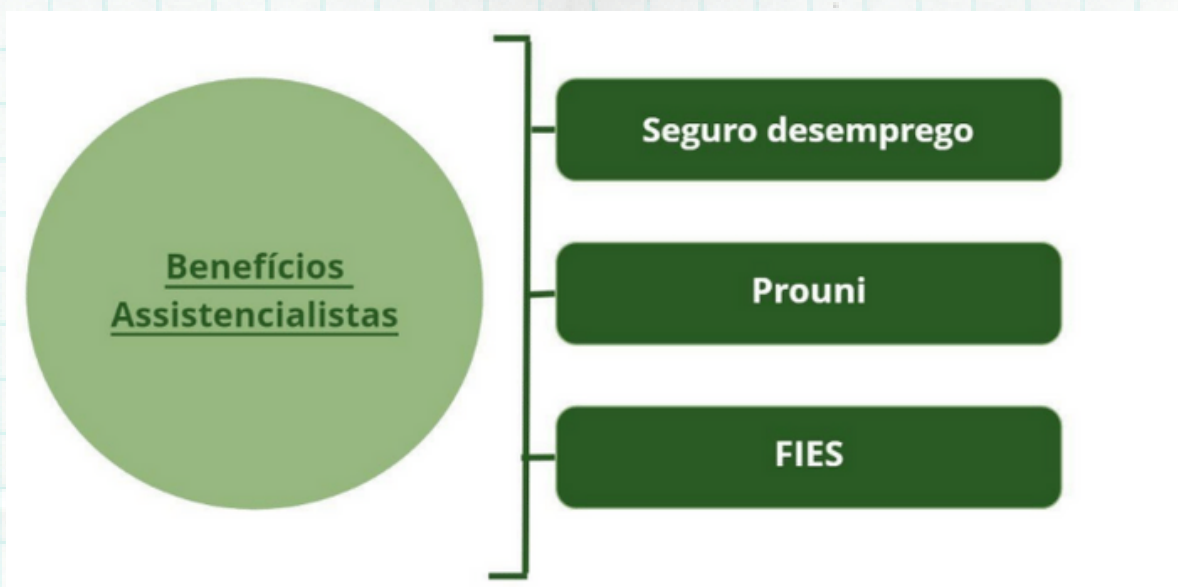 Benefícios
Assistencialistas
Seguro desemprego
Prouni
FIES